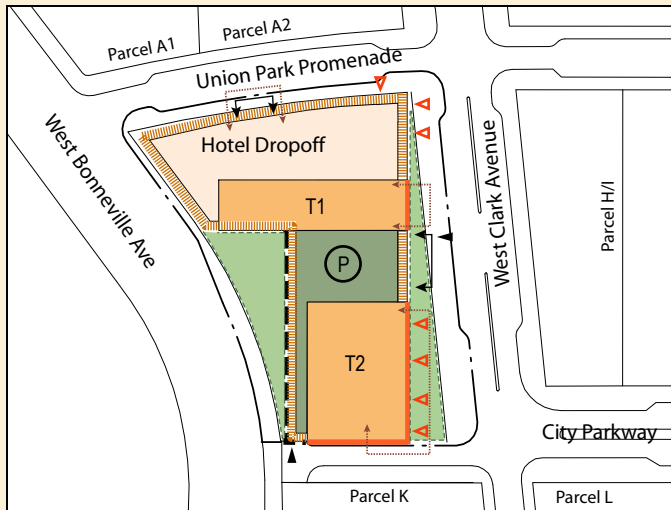 Parcel A1
Parcel A2
Union Park Promenade
Hotel Dropoff
West Bonneville Ave
T1
West Clark Avenue
Parcel H/I
P
T2
City Parkway
Parcel K
Parcel L